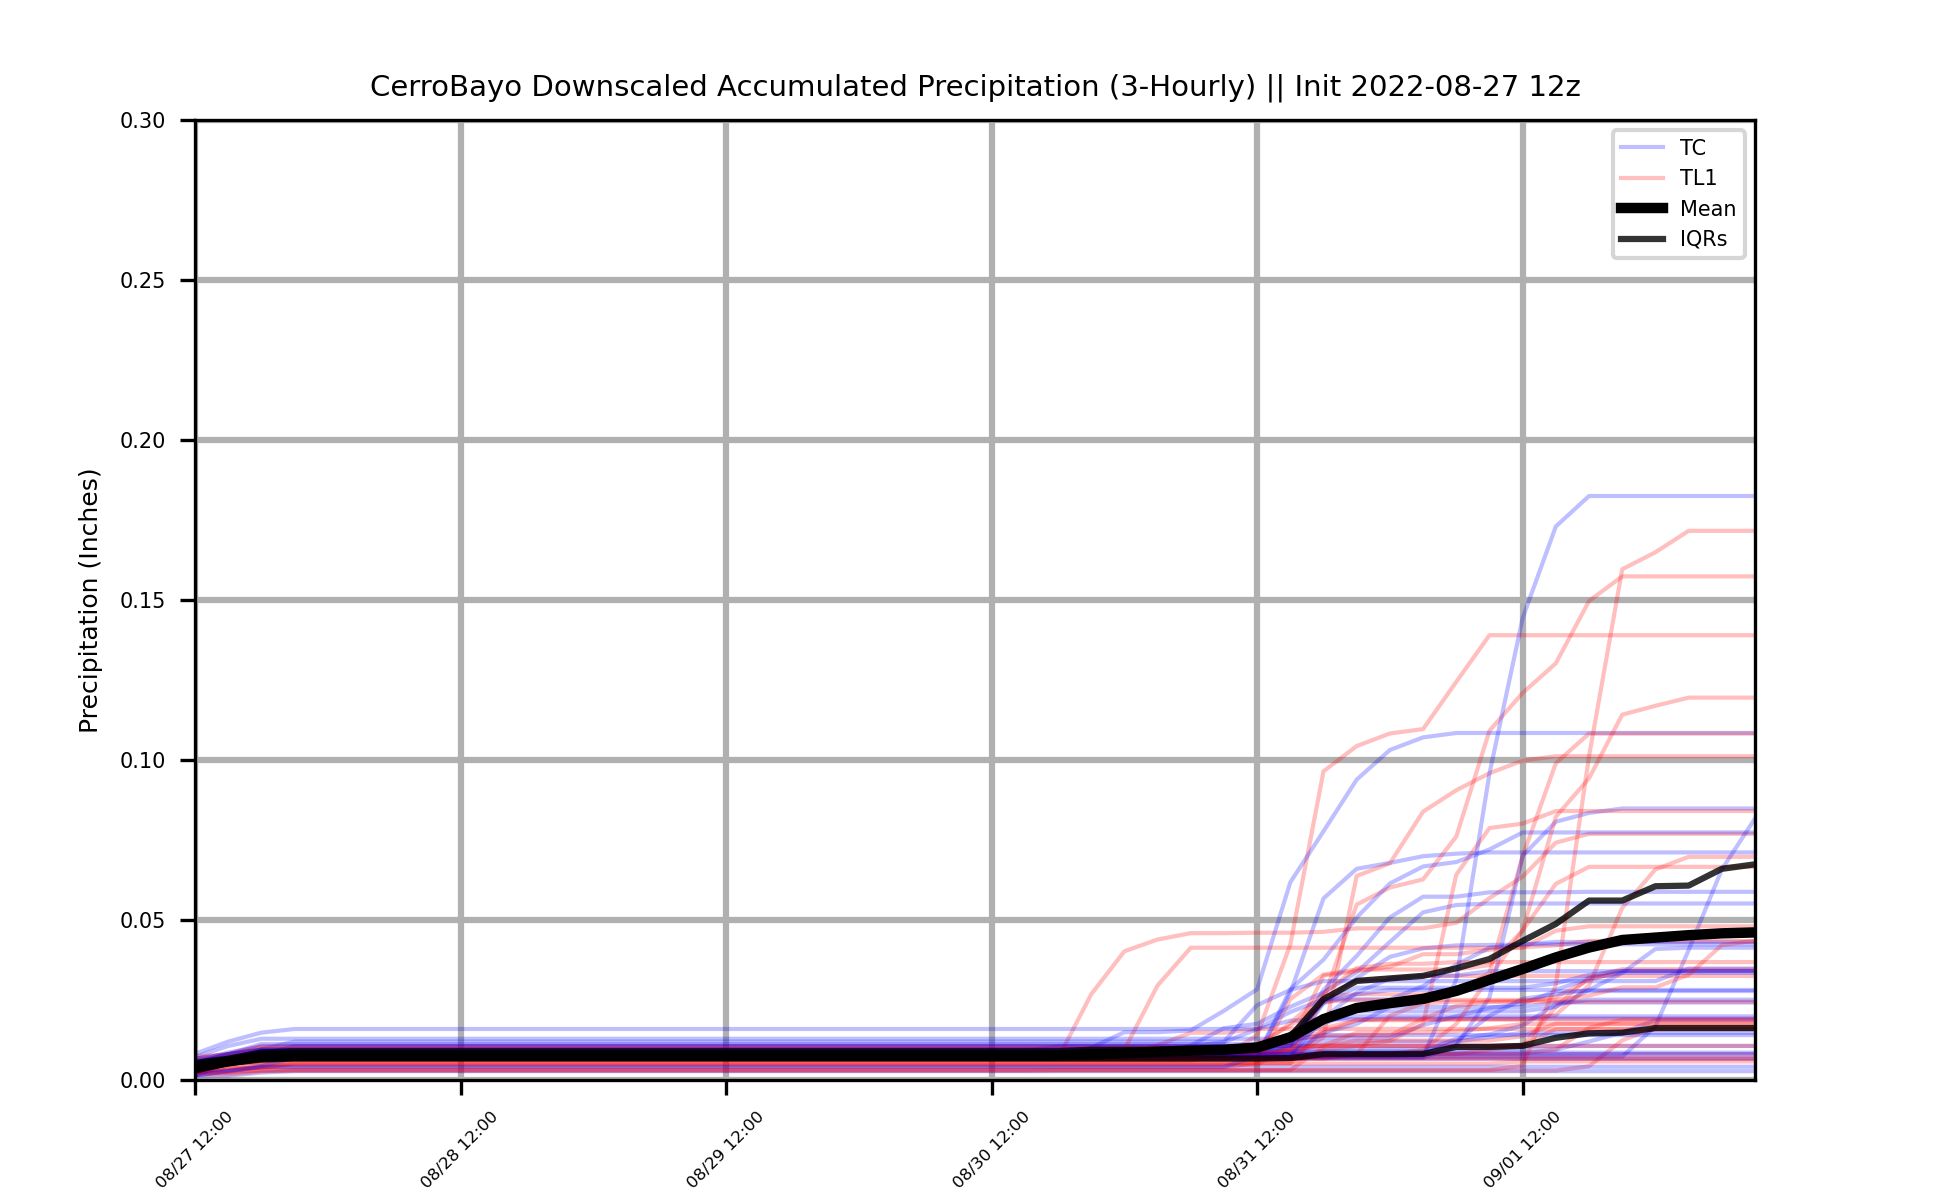 CerroBayo Downscaled Accumulated Precipitation (3-Hourly) || Init 2022-08-27 12z
0.30
0.25
0.20
0.15
0.10
0.05
0.00
Precipitation (Inches)
TC
TL1
Mean
IQRs
08/27 12:00
08/28 12:00
08/29 12:00
08/30 12:00
08/31 12:00
09/01 12:00